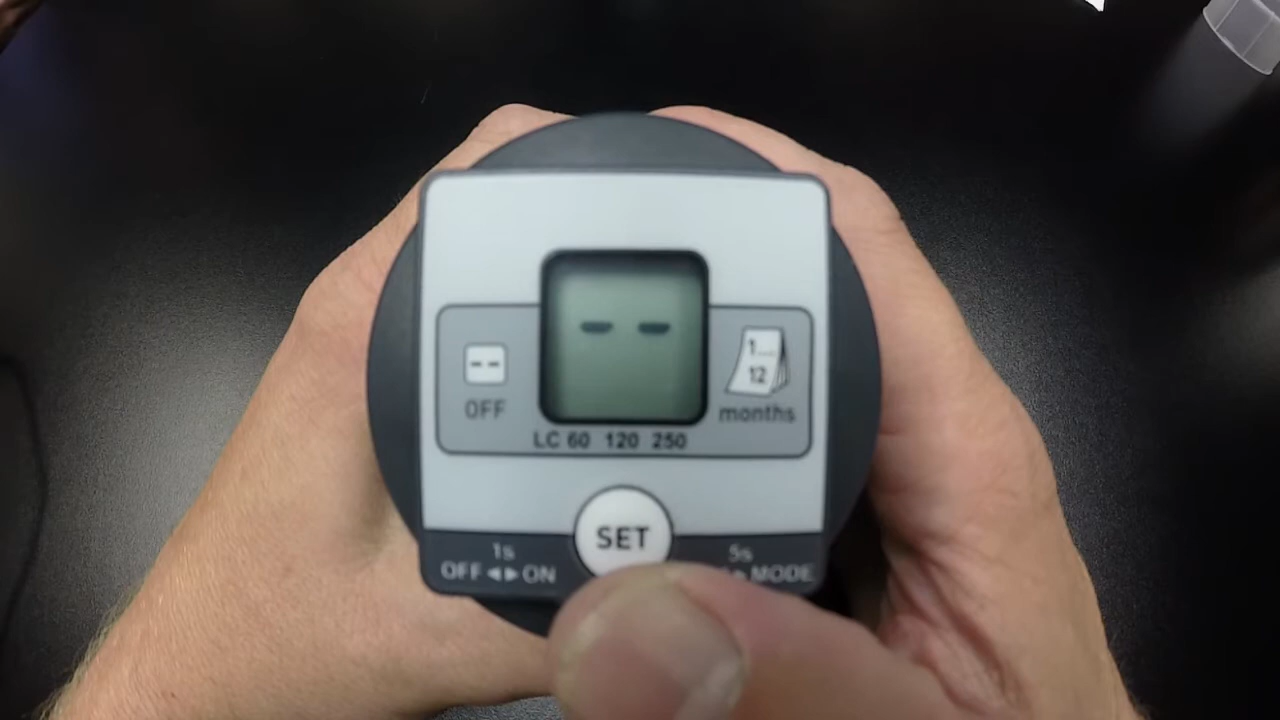 - -
- -
OFF
1...
12
months
LC 60 120 250
SET
1s
OFF ◀▶ ON
5s
▶ MODE